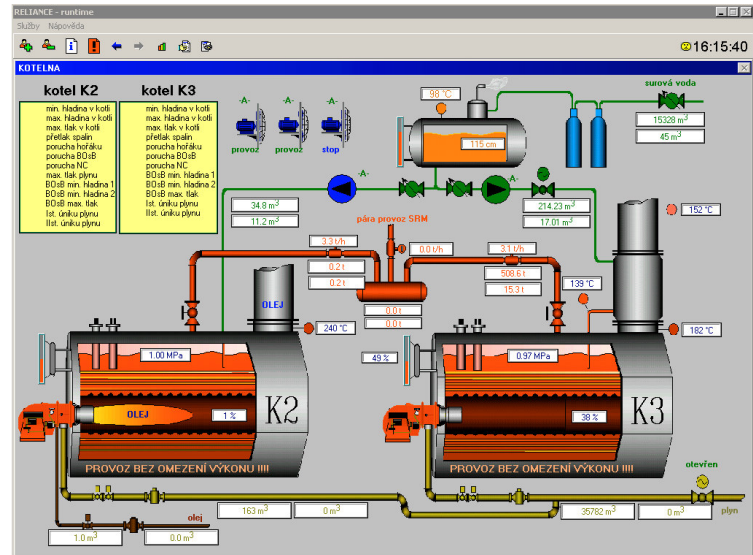 RELIANCE - runtime
Služby Nápověda
16:15:40
KOTELNA
kotel K2
min. hladina v kotli
max. hladina v kotli
max. tlak v kotli
přetlak spalin
porucha hořáku
porucha BOsB
porucha NC
max. tlak plynu
BOsB min. hladina 1
BOsB min. hladina 2
BOsB max. tlak
Ist. úniku plynu
IIst. úniku plynu
kotel K3
min. hladina v kotli
max. hladina v kotli
max. tlak v kotli
přetlak spalin
porucha hořáku
porucha BOsB
porucha NC
max. tlak plynu
BOsB min. hladina 1
BOsB min. hladina 2
BOsB max. tlak
Ist. úniku plynu
IIst. úniku plynu
-A- -A- -A-
provoz provoz stop
98 °C
115 cm
surová voda
15328 m3
45 m3
-A- -A-
34.8 m3
11.2 m3
214.23 m3
17.01 m3
152 °C
pára provoz SRM
3.3 t/h
0.2 t
0.2 t
0.0 t/h
3.1 t/h
508.6 t
15.3 t
0.0 t
0.0 t
139 °C
OLEJ
240 °C
182 °C
1.00 MPa
49 %
0.97 MPa
OLEJ
1 %
K2
38 %
K3
PROVOZ BEZ OMEZENÍ VÝKONU !!!!
PROVOZ BEZ OMEZENÍ VÝKONU !!!!
otevřen
163 m3
0 m3
35782 m3
0 m3
plyn
olej
1.0 m3
0.0 m3